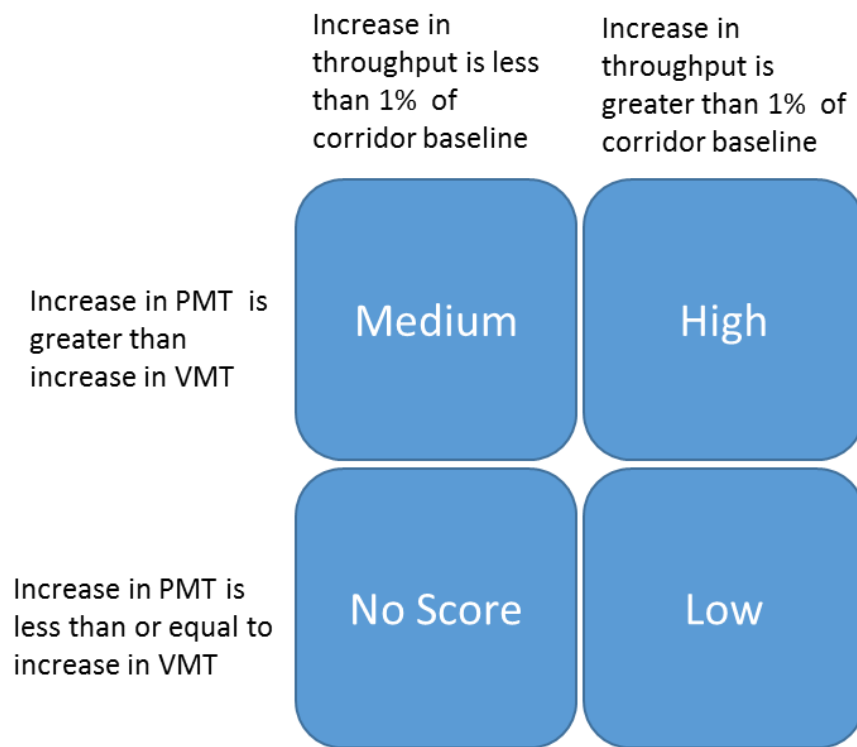 Increase in
throughput is less
than 1% of
corridor baseline
Increase in
throughput is
greater than 1% of
corridor baseline
Increase in PMT is
greater than
increase in VMT
Medium
High
Increase in PMT is
less than or equal to
increase in VMT
No Score
Low